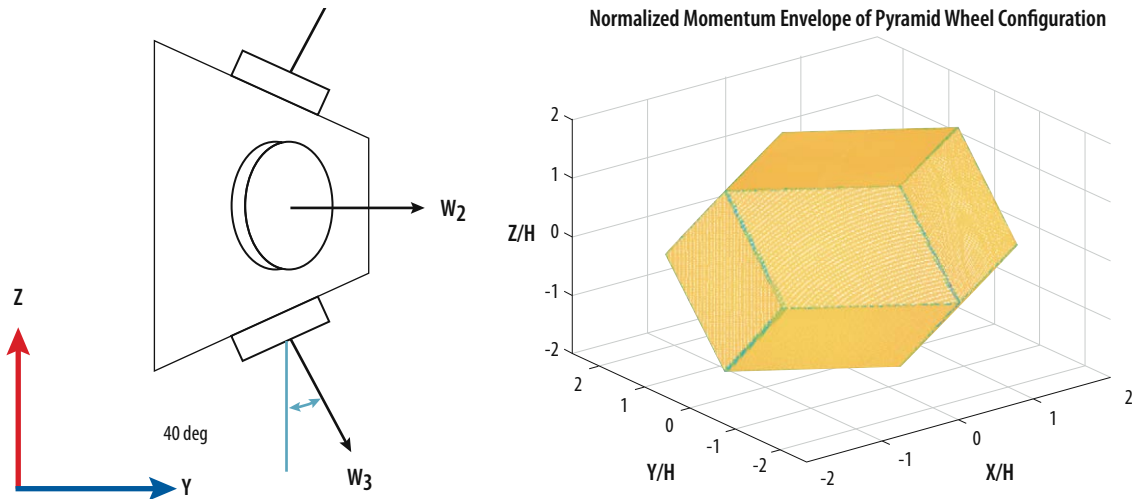 W₂
Z
40 deg
Y
W₃
Normalized Momentum Envelope of Pyramid Wheel Configuration
2
1
0
-1
-2
Z/H
2
1
0
-1
-2
Y/H
-2
-1
0
1
2
X/H